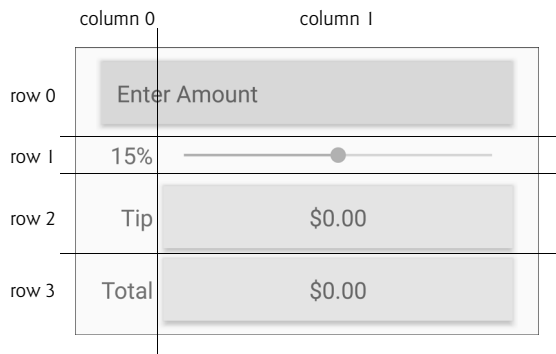 column 0 column 1
row 0 Enter Amount
row 1 15%
row 2 Tip $0.00
row 3 Total $0.00